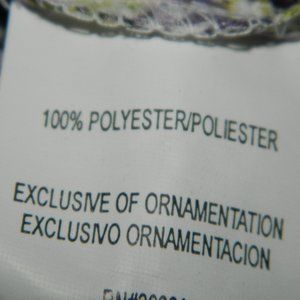 100% POLYESTER/POLIESTER
EXCLUSIVE OF ORNAMENTATION
EXCLUSIVO ORNAMENTACION